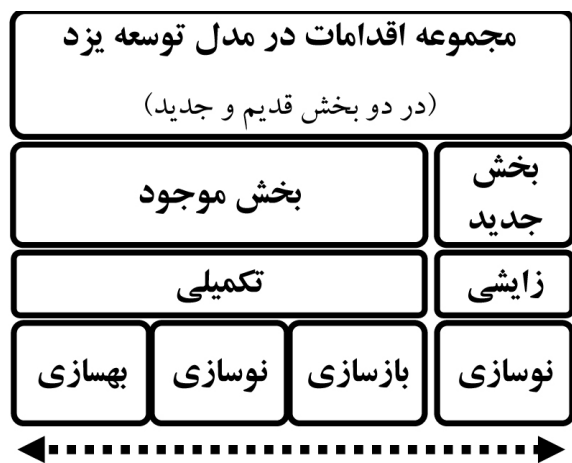 مجموعه اقدامات در مدل توسعه یزد
(در دو بخش قدیم و جدید)
بخش
جدید
بخش موجود
زایشی
تکمیلی
نوسازی
بازسازی
نوسازی
بهسازی